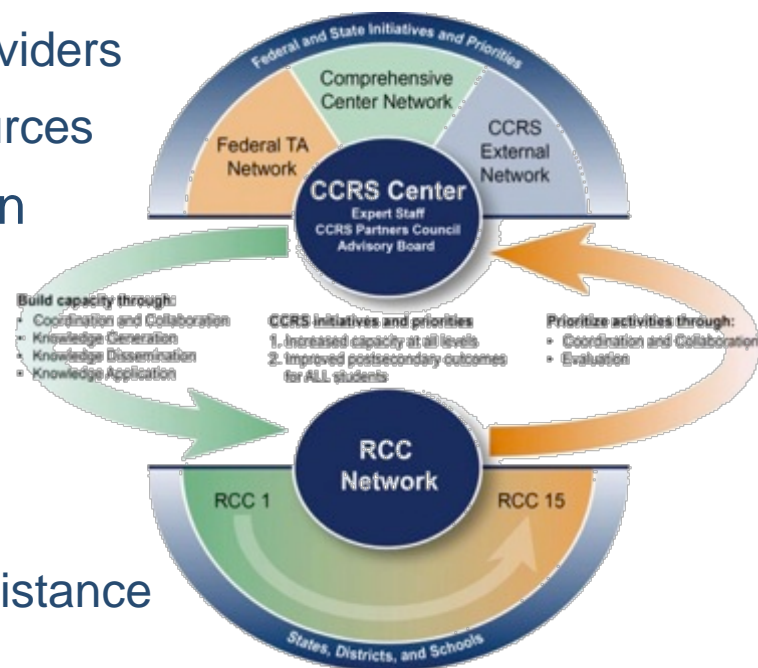 viders
urces
n
istance
Federal and State Initiatives and Priorities
Comprehensive
Center Network
Federal TA
Network
CCRS
External
Network
CCRS Center
Expert Staff
CCRS Partners Council
Advisory Board
Build capacity through:
• Coordination and Collaboration
• Knowledge Generation
• Knowledge Dissemination
• Knowledge Application
CCRS initiatives and priorities
1. Increased capacity at all levels
2. Improved postsecondary outcomes
for ALL students
Prioritize activities through:
• Coordination and Collaboration
• Evaluation
RCC
Network
RCC 1
RCC 15
States, Districts, and Schools